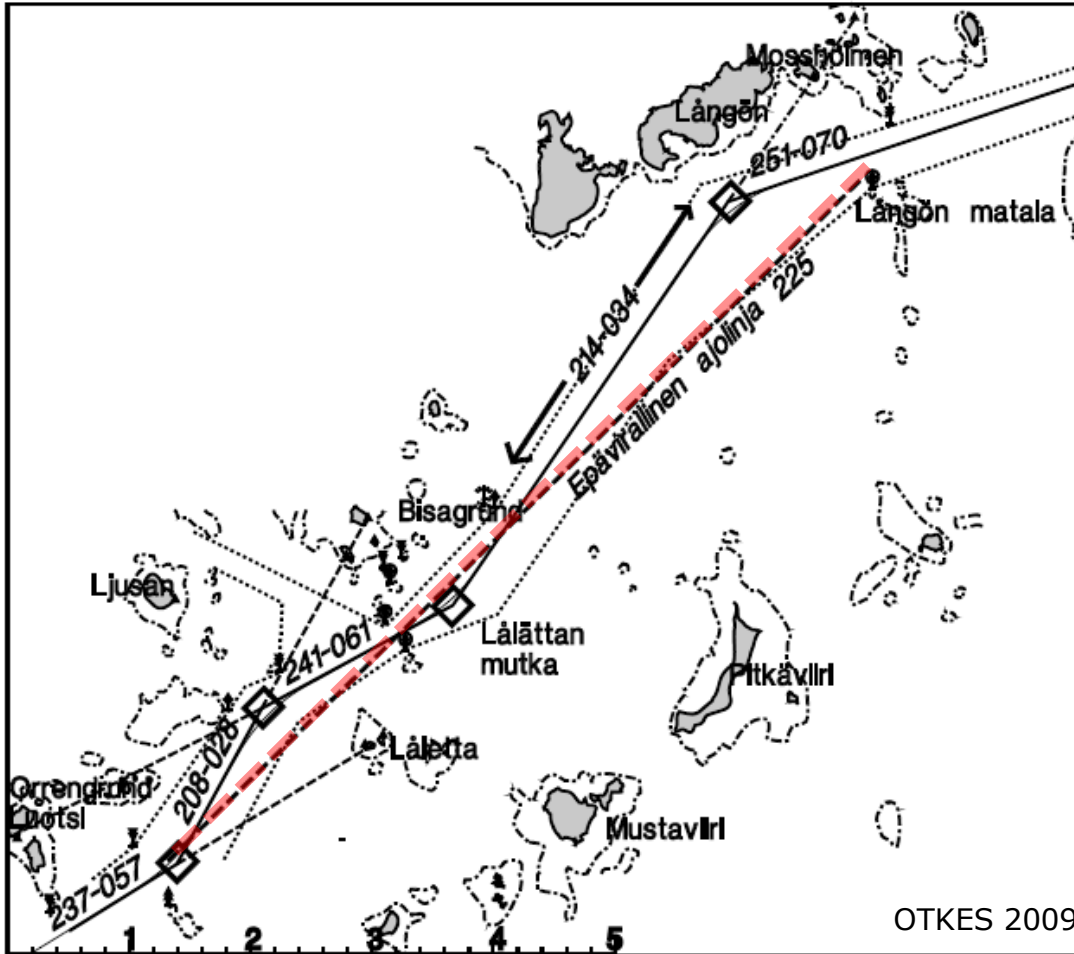 Mossholmen
Långön
251-070
Långön matala
214-034
Epävirallinen ajolinja 225
Bisagrund
Ljusan
241-061
Lålättan
mutka
Pitkäviiri
208-028
Låletta
Orrengrund
Luotsi
Mustaviiri
237-057
1 2 3 4 5
OTKES 2009